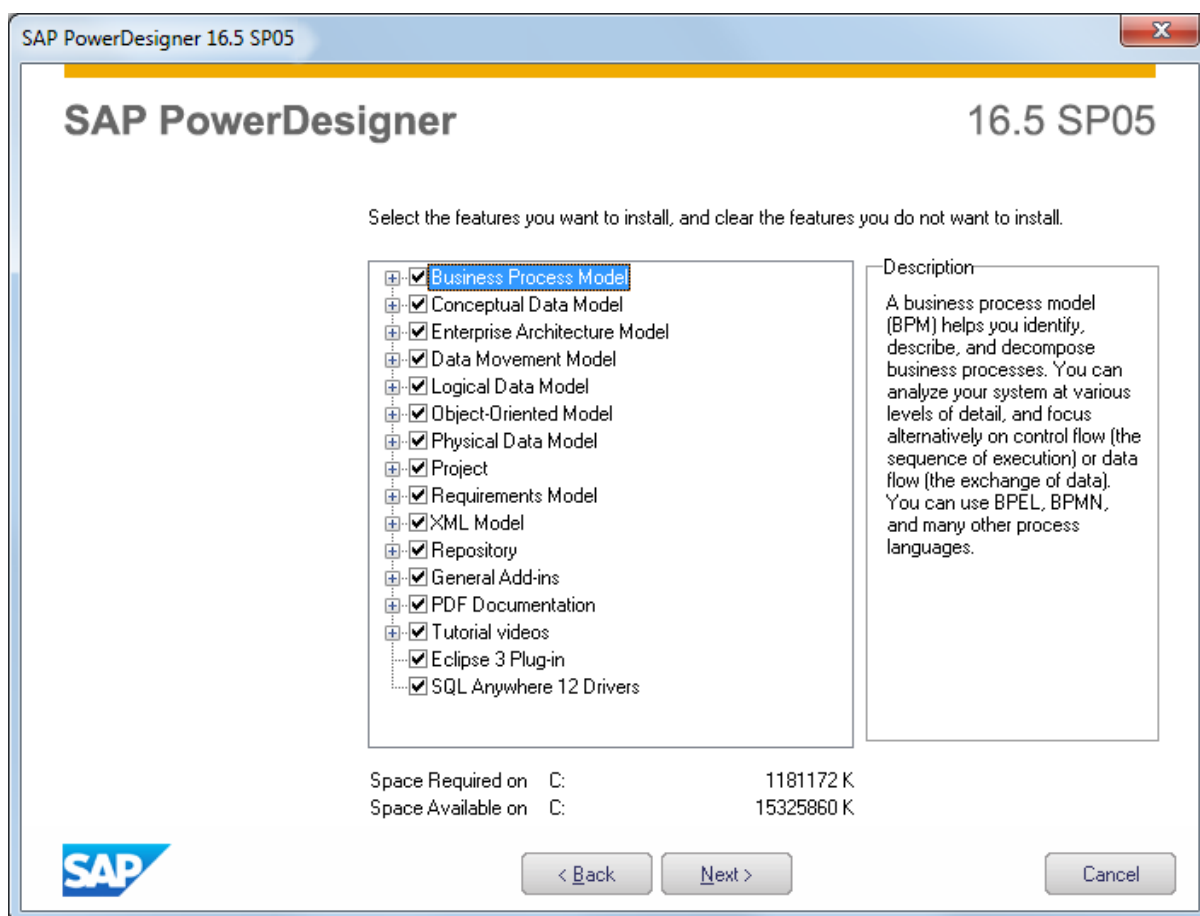 SAP PowerDesigner 16.5 SP05
SAP PowerDesigner
16.5 SP05
Select the features you want to install, and clear the features you do not want to install.
Business Process Model
Conceptual Data Model
Enterprise Architecture Model
Data Movement Model
Logical Data Model
Object-Oriented Model
Physical Data Model
Project
Requirements Model
XML Model
Repository
General Add-ins
PDF Documentation
Tutorial videos
Eclipse 3 Plug-in
SQL Anywhere 12 Drivers
Description
A business process model
(BPM) helps you identify,
describe, and decompose
business processes. You can
analyze your system at various
levels of detail, and focus
alternatively on control flow (the
sequence of execution) or data
flow (the exchange of data).
You can use BPEL, BPMN,
and many other process
languages.
Space Required on C: 1181172 K
Space Available on C: 15325860 K
SAP
< Back
Next >
Cancel